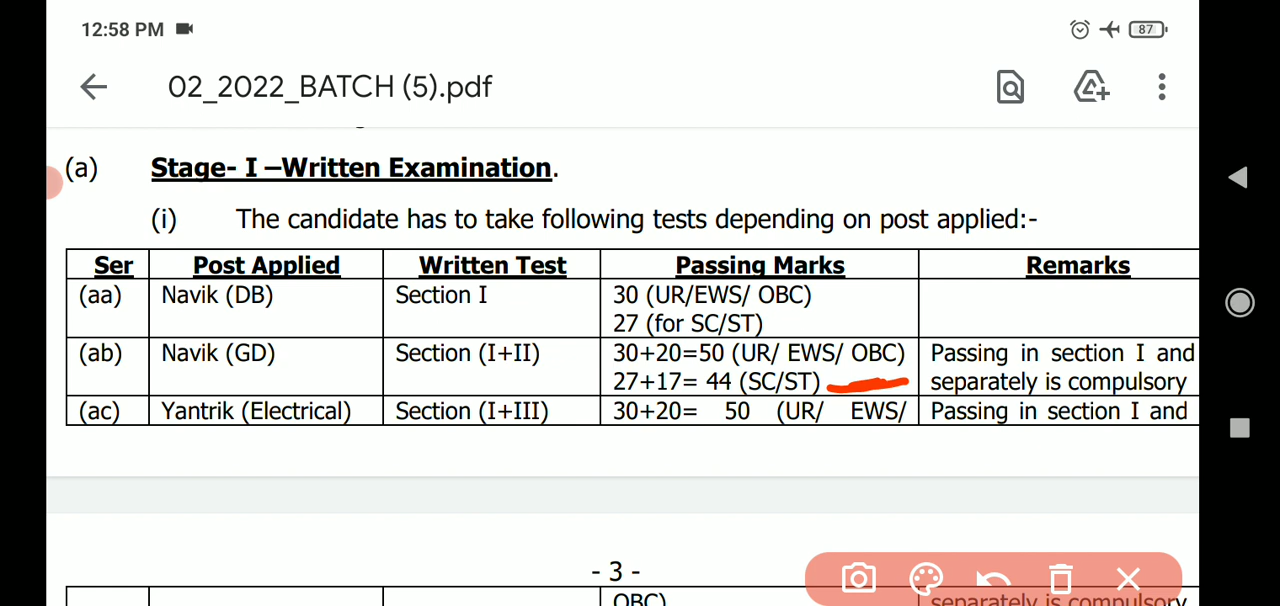 12:58 PM
87
02_2022_BATCH (5).pdf
(a) Stage- I –Written Examination.
(i) The candidate has to take following tests depending on post applied:-
Ser Post Applied Written Test Passing Marks Remarks
(aa) Navik (DB) Section I 30 (UR/EWS/ OBC)
27 (for SC/ST)
(ab) Navik (GD) Section (I+II) 30+20=50 (UR/ EWS/ OBC) Passing in section I and
27+17= 44 (SC/ST) separately is compulsory
(ac) Yantrik (Electrical) Section (I+III) 30+20= 50 (UR/ EWS/ Passing in section I and
- 3 -
OBC) separately is compulsory